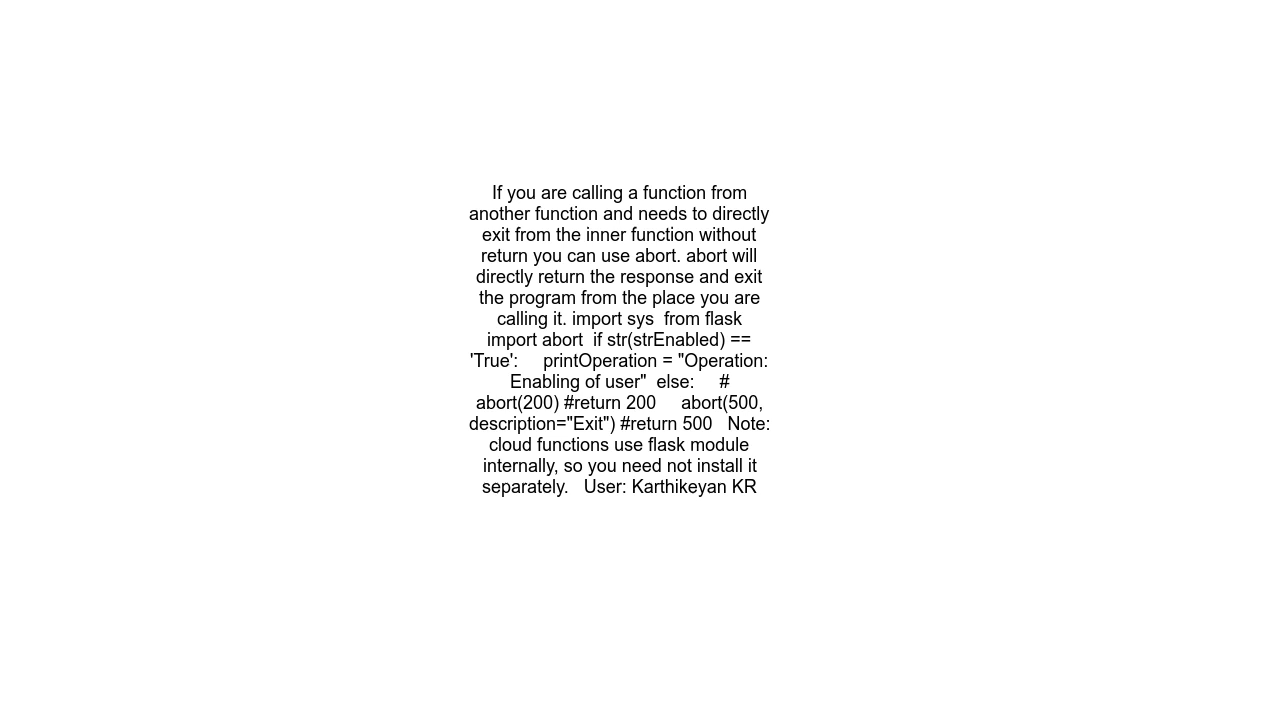 If you are calling a function from
another function and needs to directly
exit from the inner function without
return you can use abort. abort will
directly return the response and exit
the program from the place you are
calling it. import sys  from flask
import abort  if str(strEnabled) ==
'True':     printOperation = "Operation:
Enabling of user"  else:     #
abort(200) #return 200     abort(500,
description="Exit") #return 500   Note:
cloud functions use flask module
internally, so you need not install it
separately.   User: Karthikeyan KR